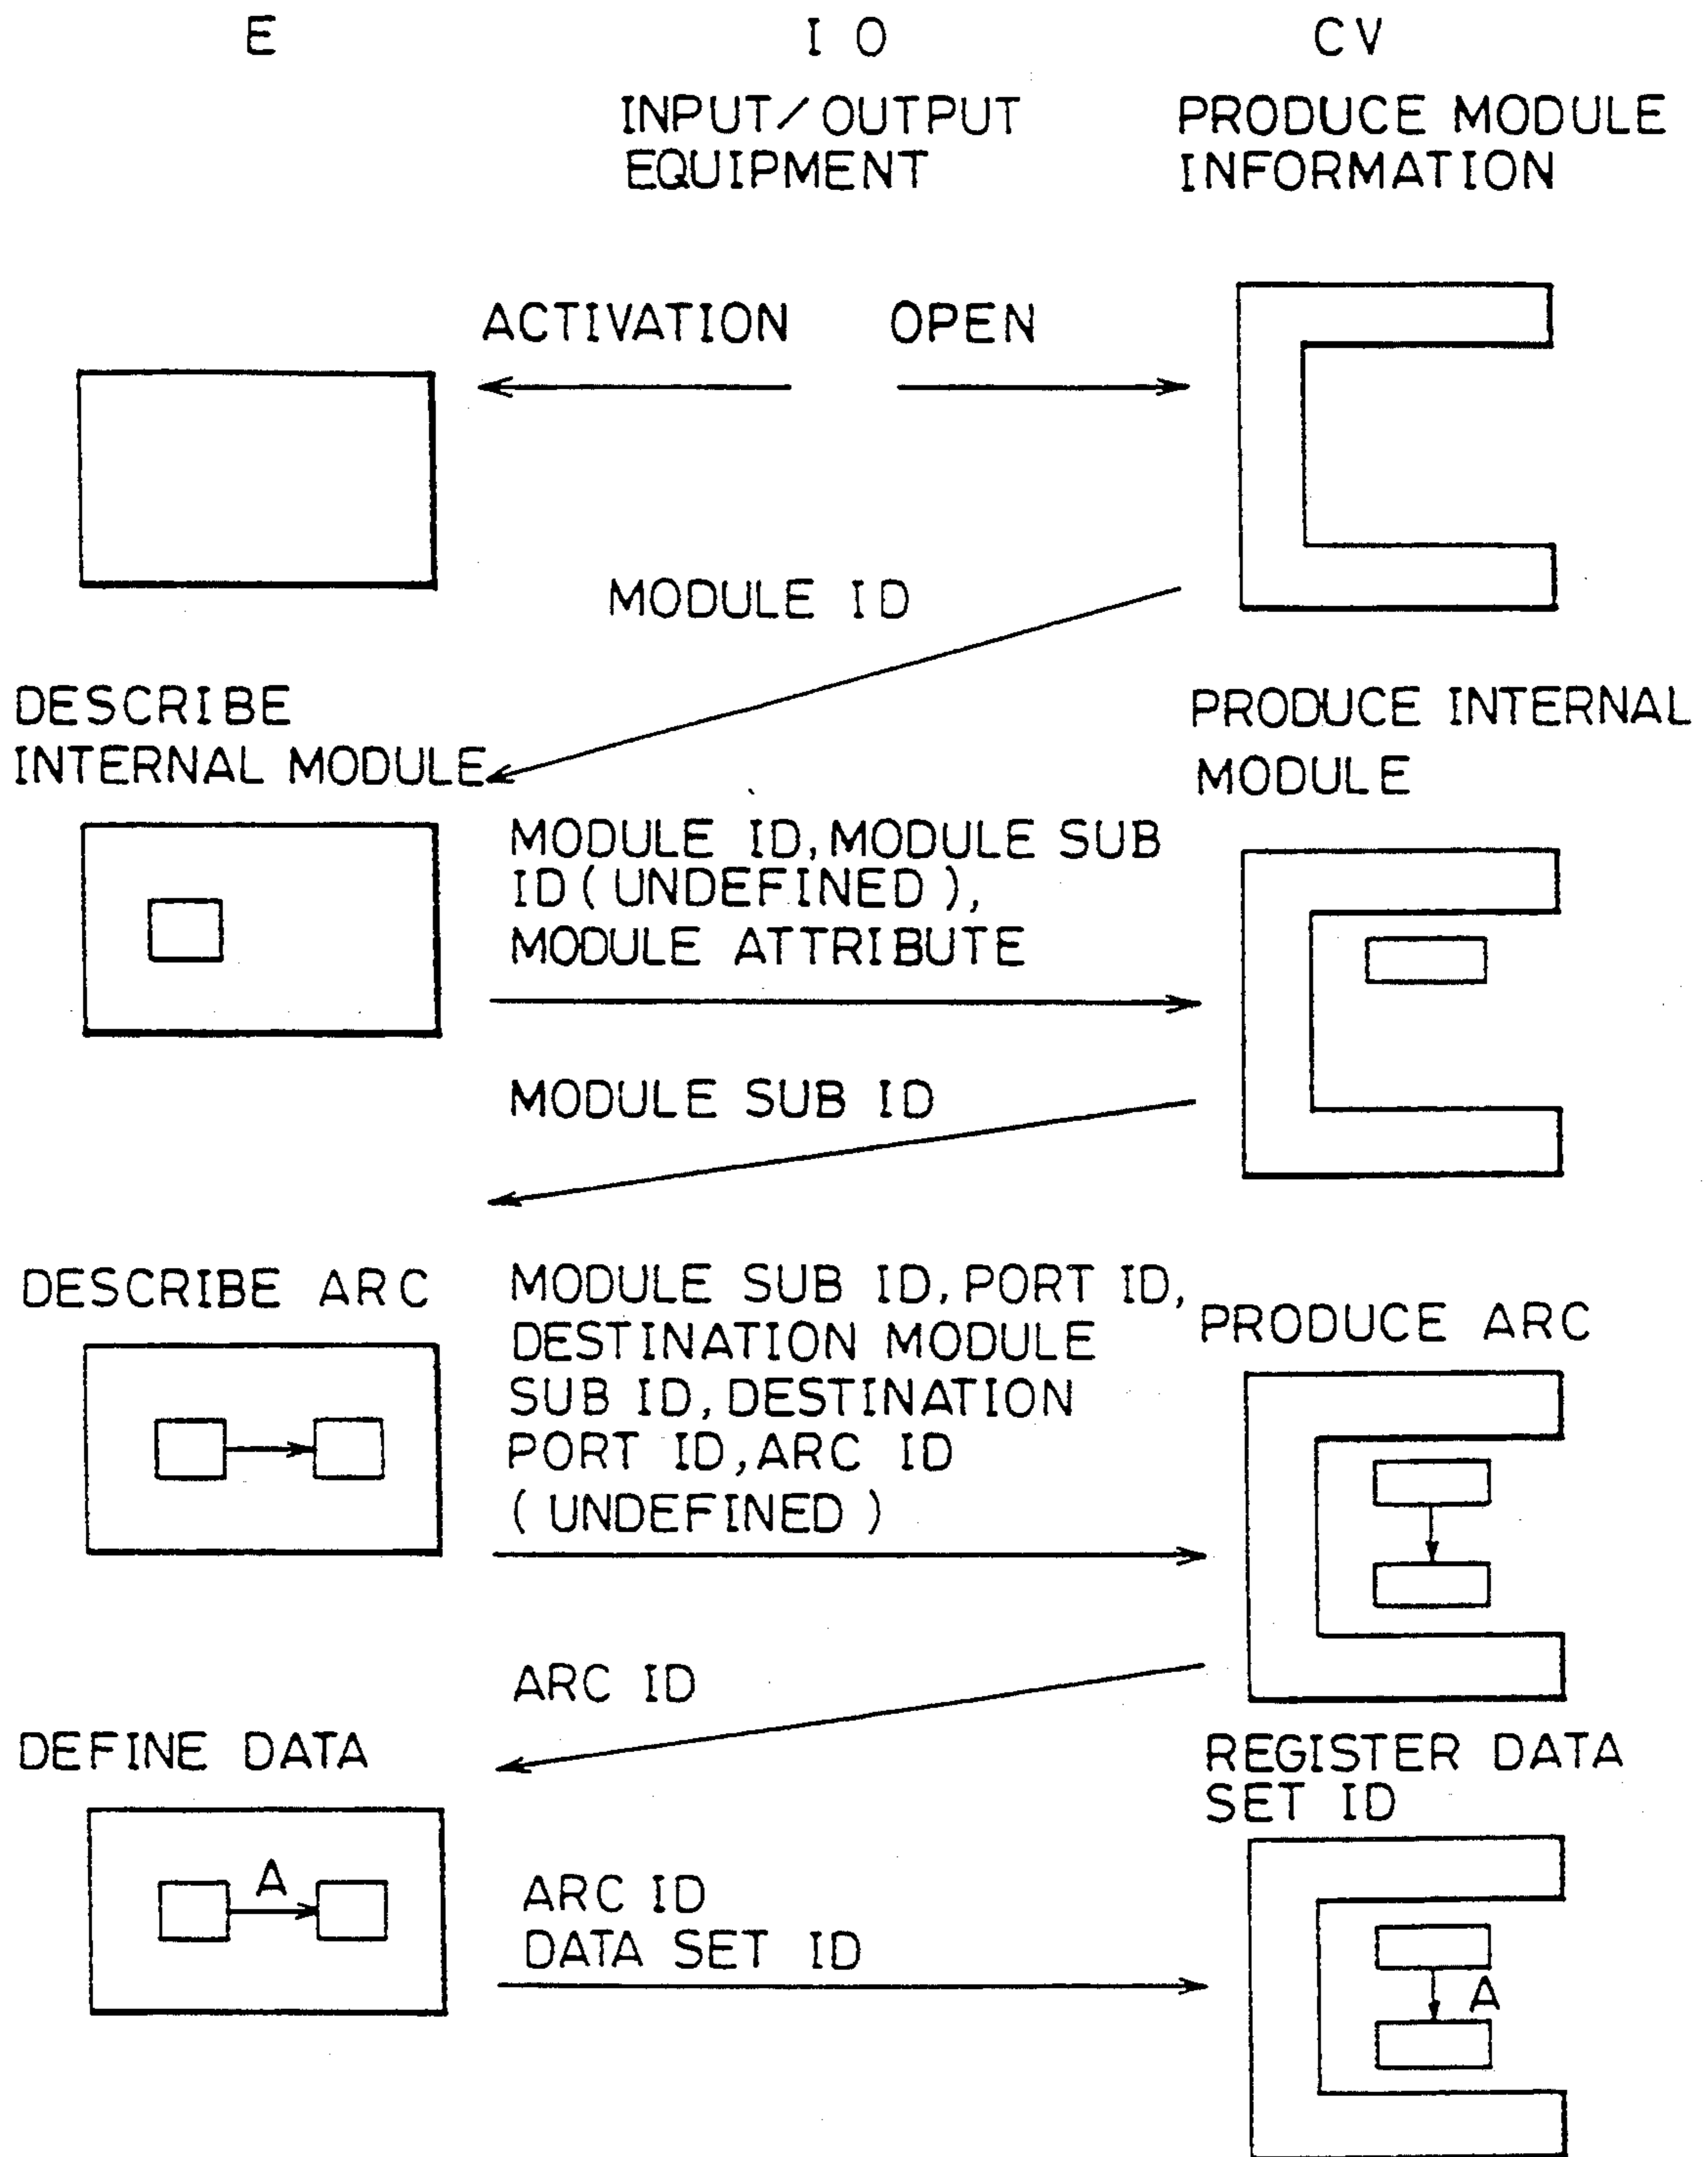 E
I O
CV
INPUT/OUTPUT
EQUIPMENT
PRODUCE MODULE
INFORMATION
ACTIVATION
OPEN
MODULE ID
DESCRIBE
INTERNAL MODULE
PRODUCE INTERNAL
MODULE
MODULE ID, MODULE SUB
ID (UNDEFINED),
MODULE ATTRIBUTE
MODULE SUB ID
DESCRIBE ARC
MODULE SUB ID, PORT ID,
DESTINATION MODULE
SUB ID, DESTINATION
PORT ID, ARC ID
(UNDEFINED)
PRODUCE ARC
ARC ID
DEFINE DATA
REGISTER DATA
SET ID
A
ARC ID
DATA SET ID
A